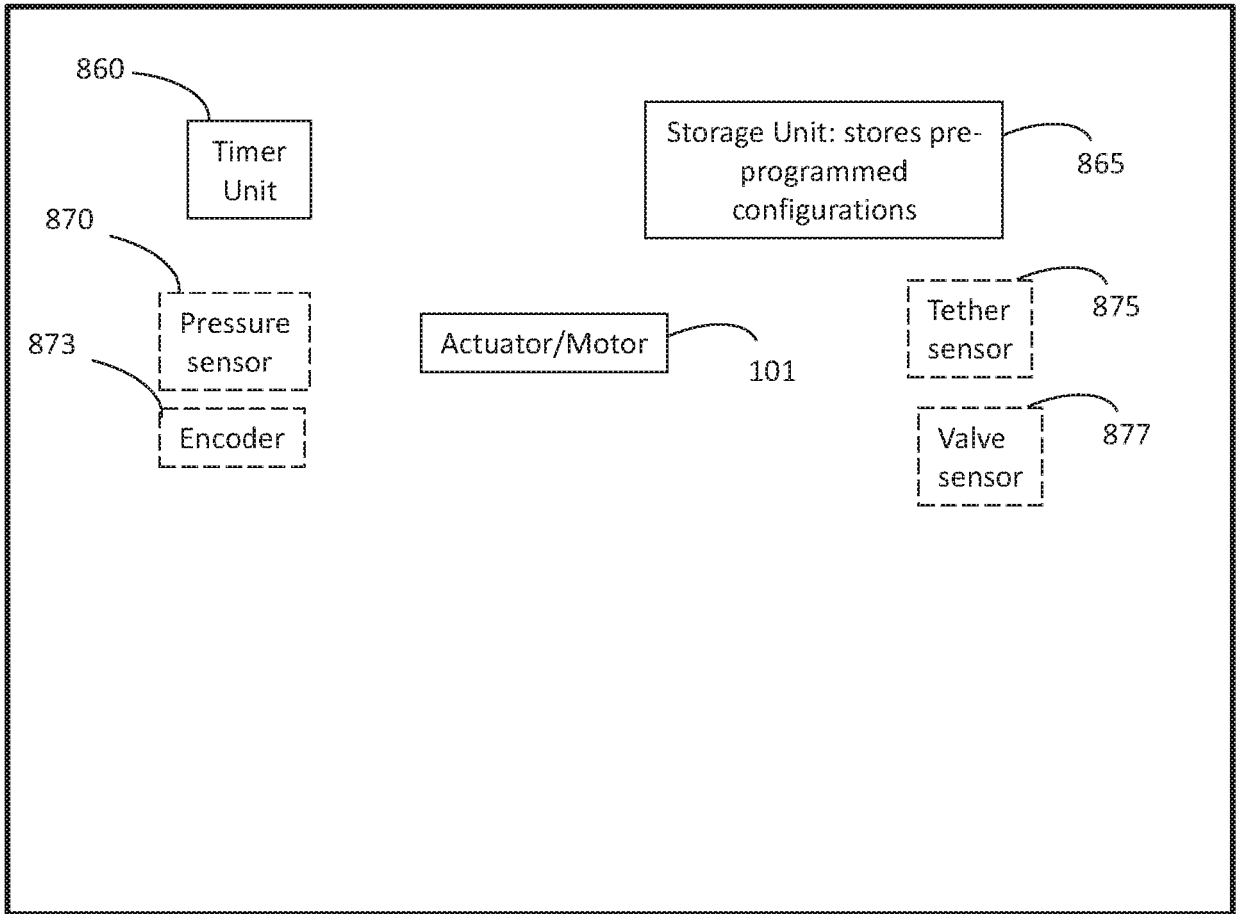 860
Timer
Unit
Storage Unit: stores pre-
programmed
configurations
865
870
Pressure
sensor
873
Encoder
Actuator/Motor
101
Tether
sensor
875
Valve
sensor
877